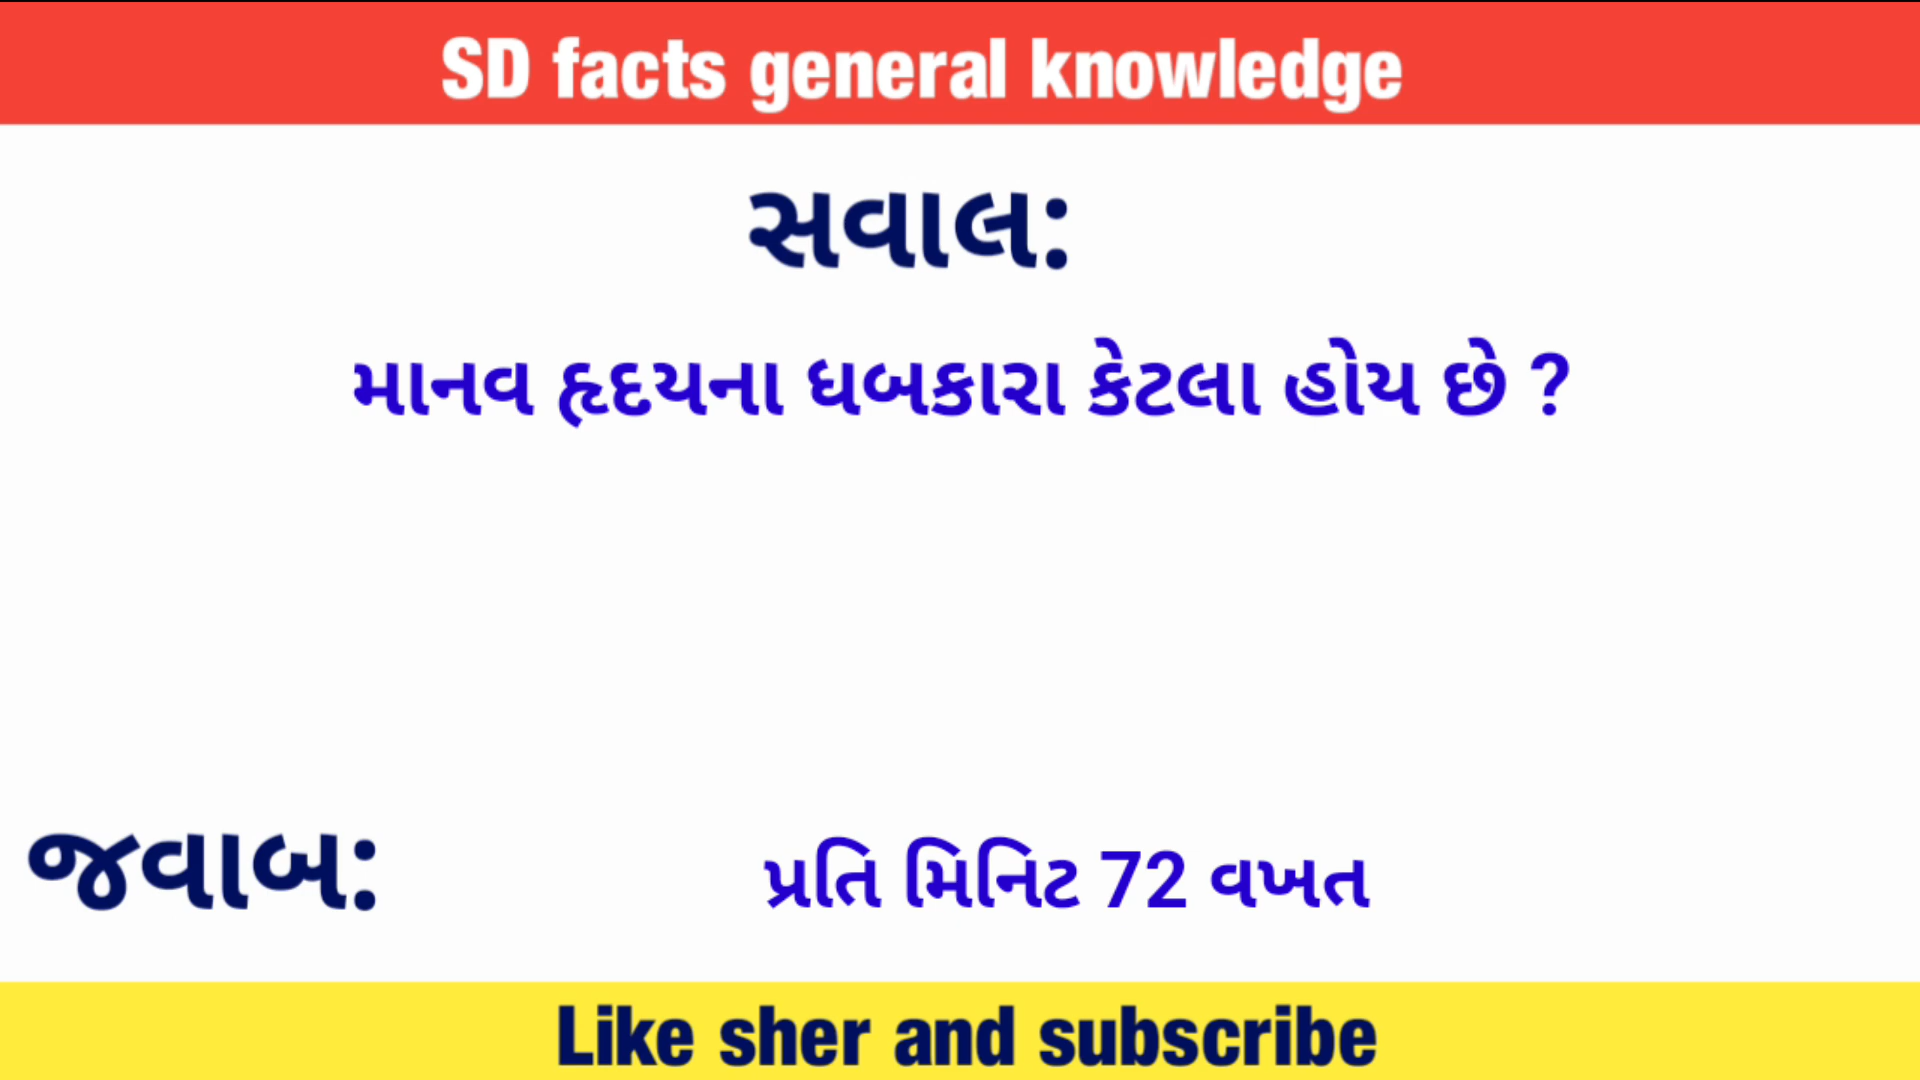 SD facts general knowledge
સવાલ:
માનવ હૃદયના ધબકારા કેટલા હોય છે ?
જવાબ: પ્રતિ મિનિટ 72 વખત
Like sher and subscribe